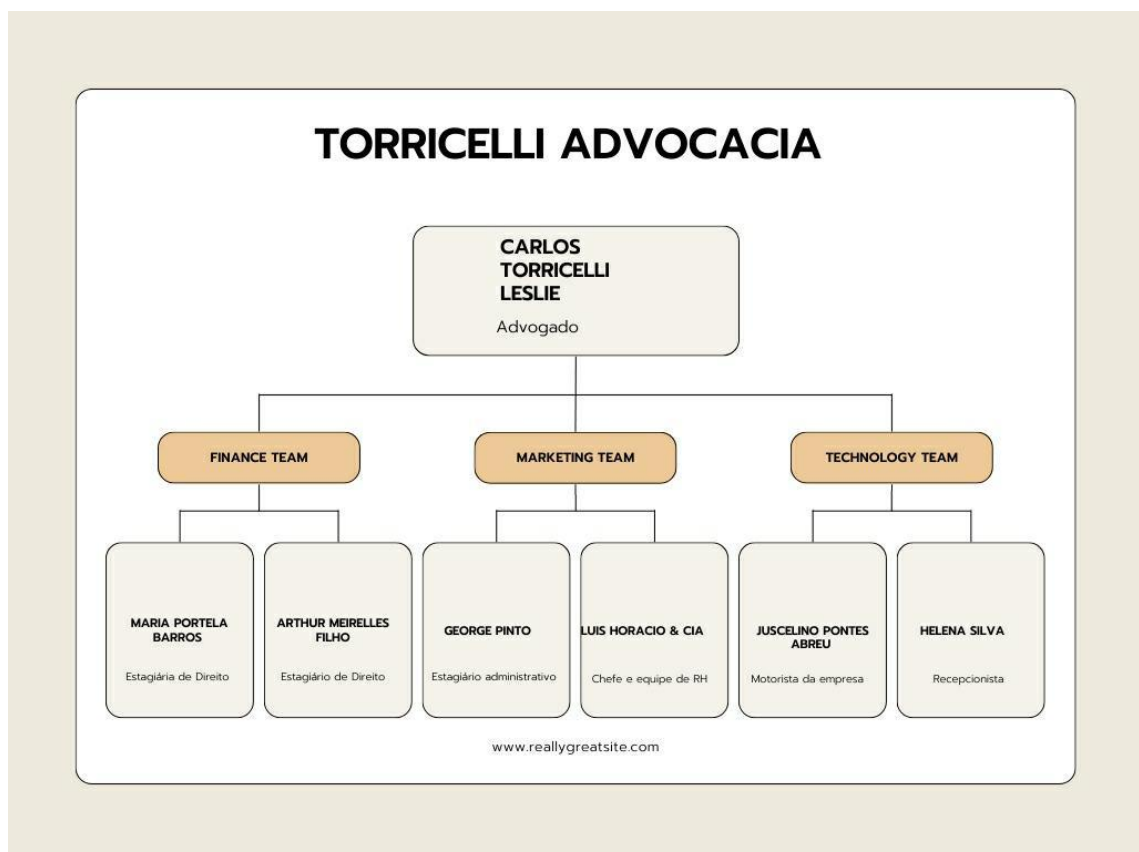 TORRICELLI ADVOCACIA
CARLOS
TORRICELLI
LESLIE
Advogado
FINANCE TEAM
MARKETING TEAM
TECHNOLOGY TEAM
MARIA PORTELA
BARROS
Estagiária de Direito
ARTHUR MEIRELLES
FILHO
Estagiário de Direito
GEORGE PINTO
Estagiário administrativo
LUIS HORACIO & CIA
Chefe e equipe de RH
JUSCELINO PONTES
ABREU
Motorista da empresa
HELENA SILVA
Recepcionista
www.reallygreatsite.com